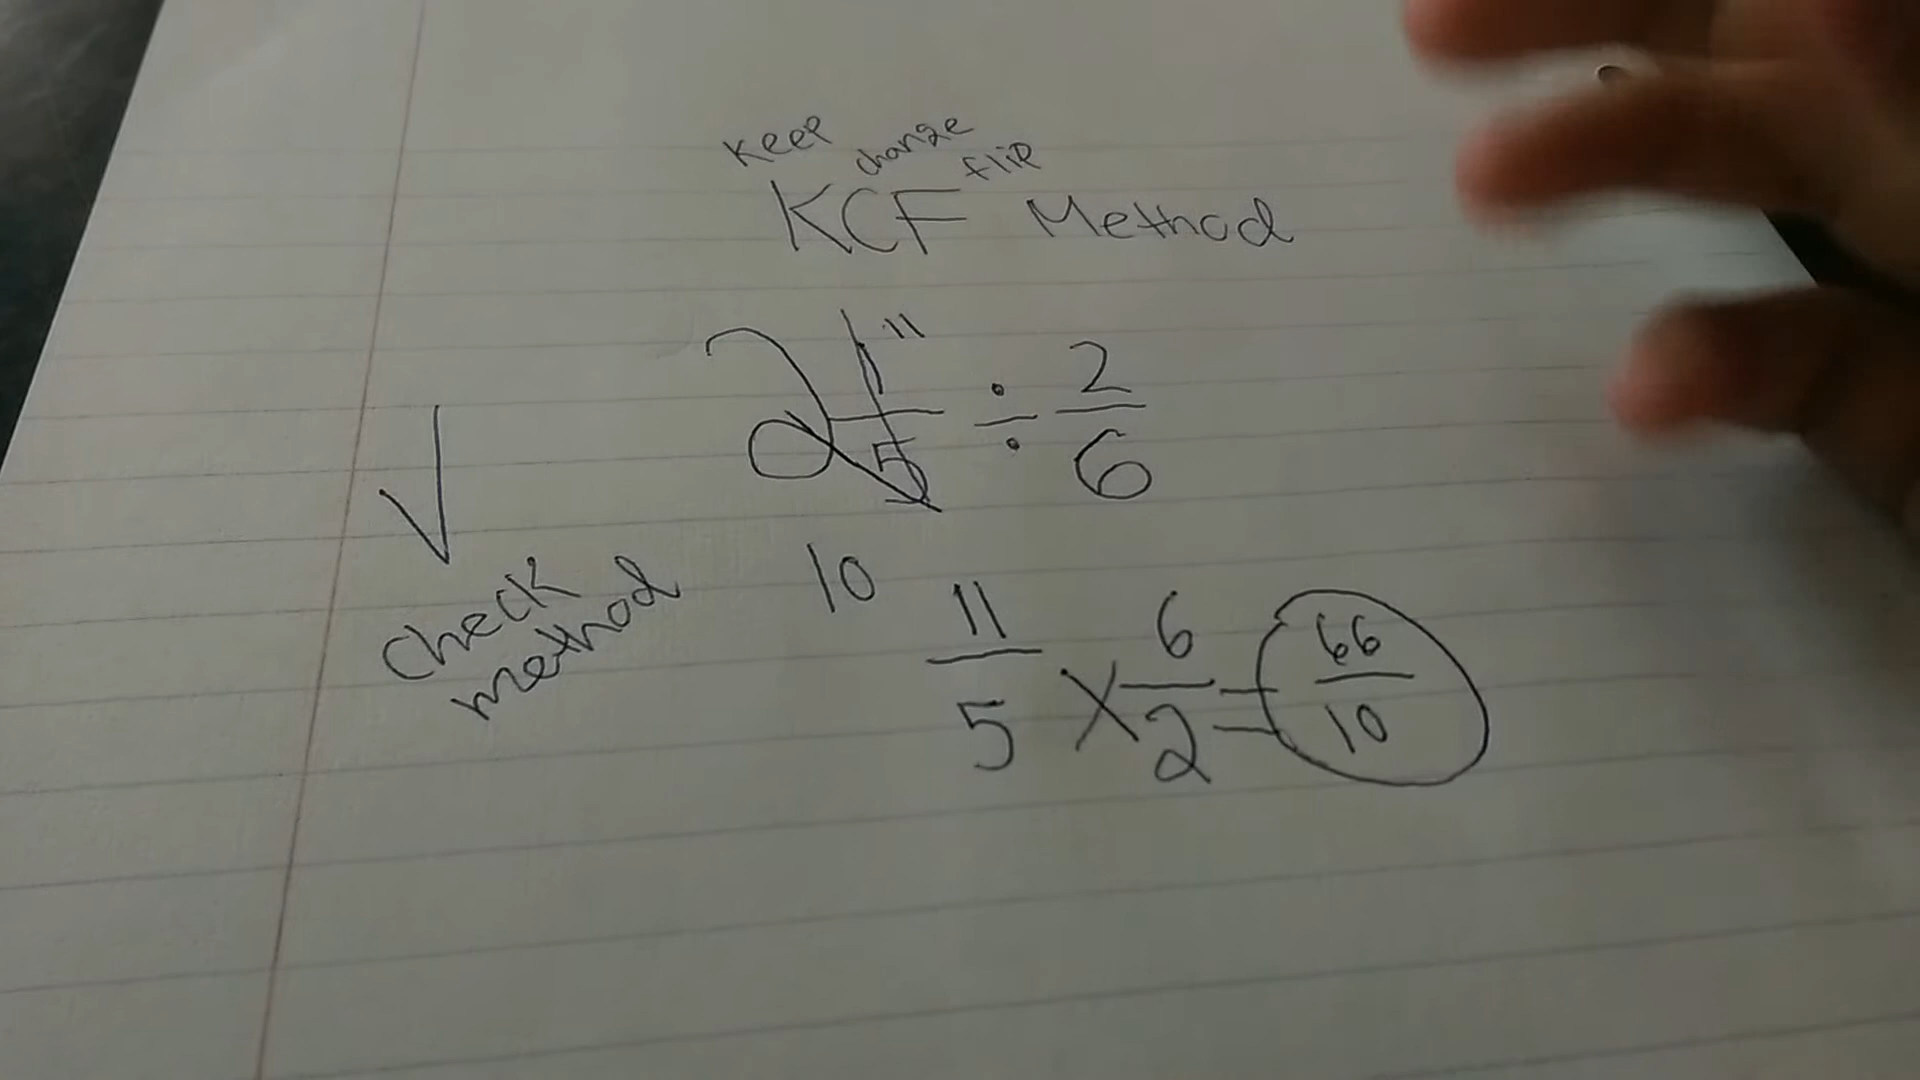 Keep change flip
KCF Method
2 1/5 11 ÷ 2/6
check method
10
11/5 X 6/2 = 66/10